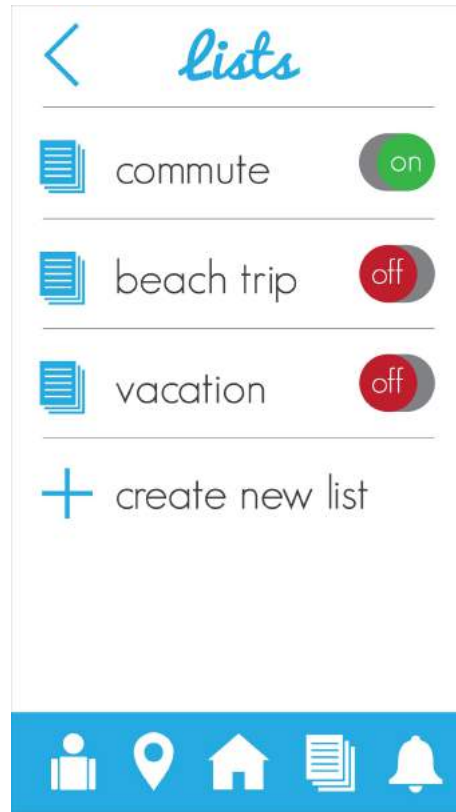 lists
commute on
beach trip off
vacation off
create new list